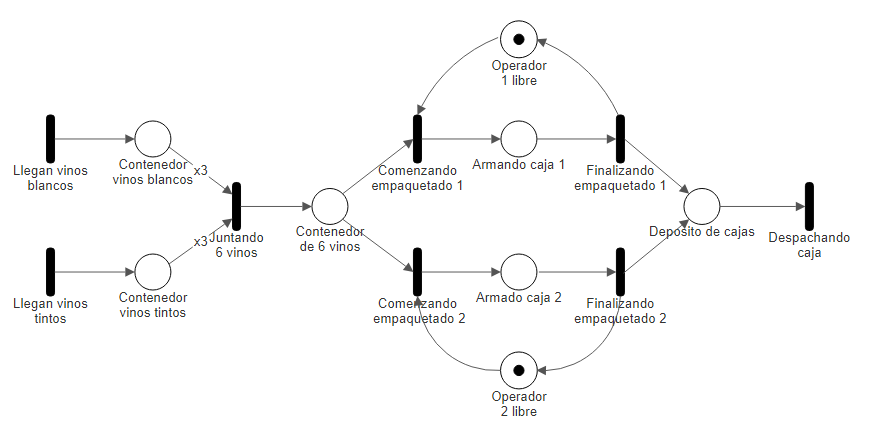 Operador
1 libre
Llegan vinos
blancos
Contenedor
vinos blancos
x3
Comenzando
empaquetado 1
Armando caja 1
Finalizando
empaquetado 1
x3
Juntando
6 vinos
Contenedor
de 6 vinos
Depósito de cajas
Despachando
caja
Llegan vinos
tintos
Contenedor
vinos tintos
Comenzando
empaquetado 2
Armado caja 2
Finalizando
empaquetado 2
Operador
2 libre